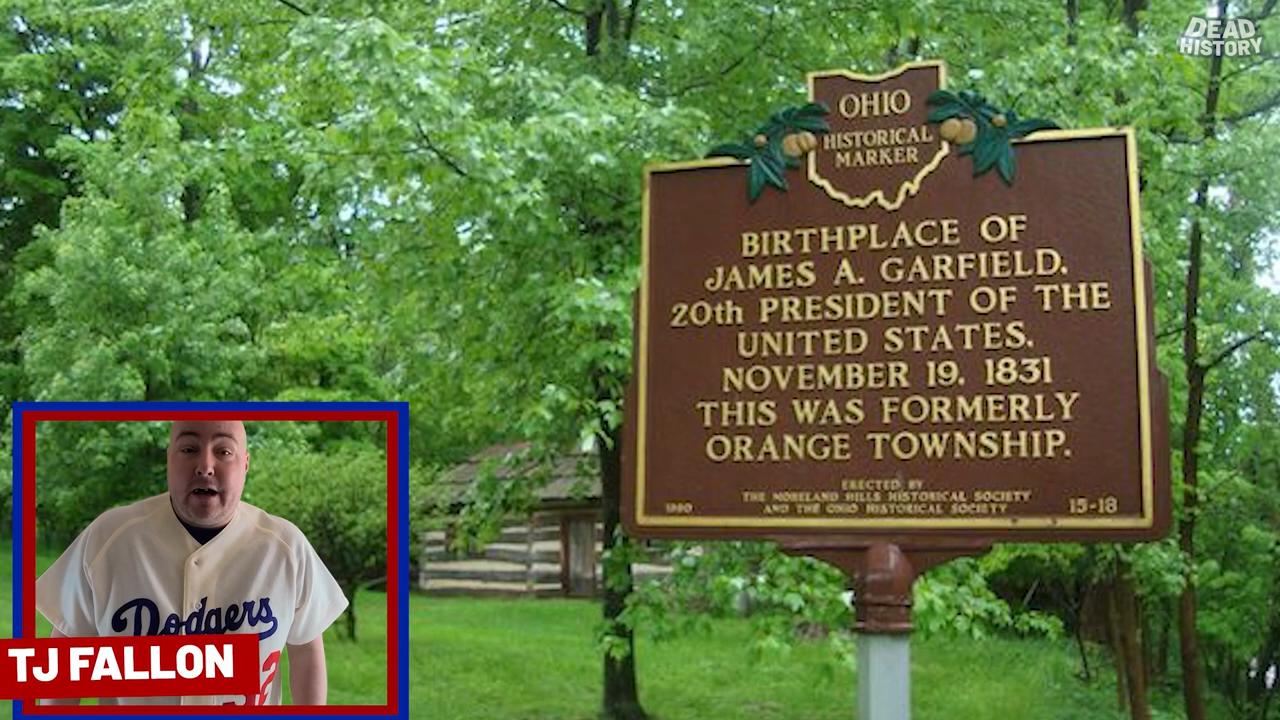 DEAD
HISTORY
OHIO
HISTORICAL
MARKER
BIRTHPLACE OF
JAMES A. GARFIELD.
20th PRESIDENT OF THE
UNITED STATES.
NOVEMBER 19. 1831
THIS WAS FORMERLY
ORANGE TOWNSHIP.
ERECTED BY
THE MORELAND HILLS HISTORICAL SOCIETY
1980 AND THE OHIO HISTORICAL SOCIETY 15-18
Dodgers
TJ FALLON